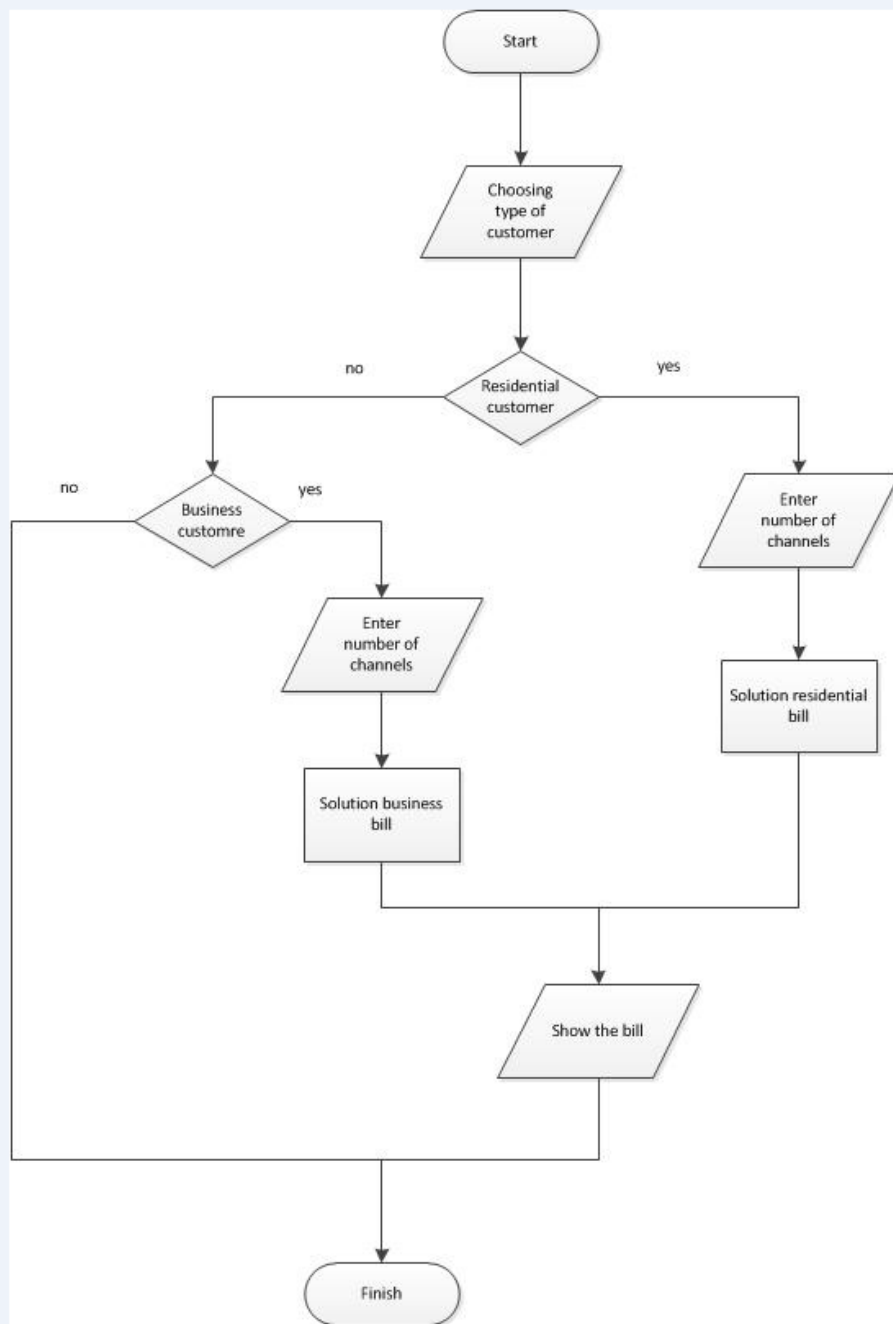 Start
Choosing
type of
customer
no
yes
Residential
customer
no
yes
Business
customre
Enter
number of
channels
Enter
number of
channels
Solution residential
bill
Solution business
bill
Show the bill
Finish